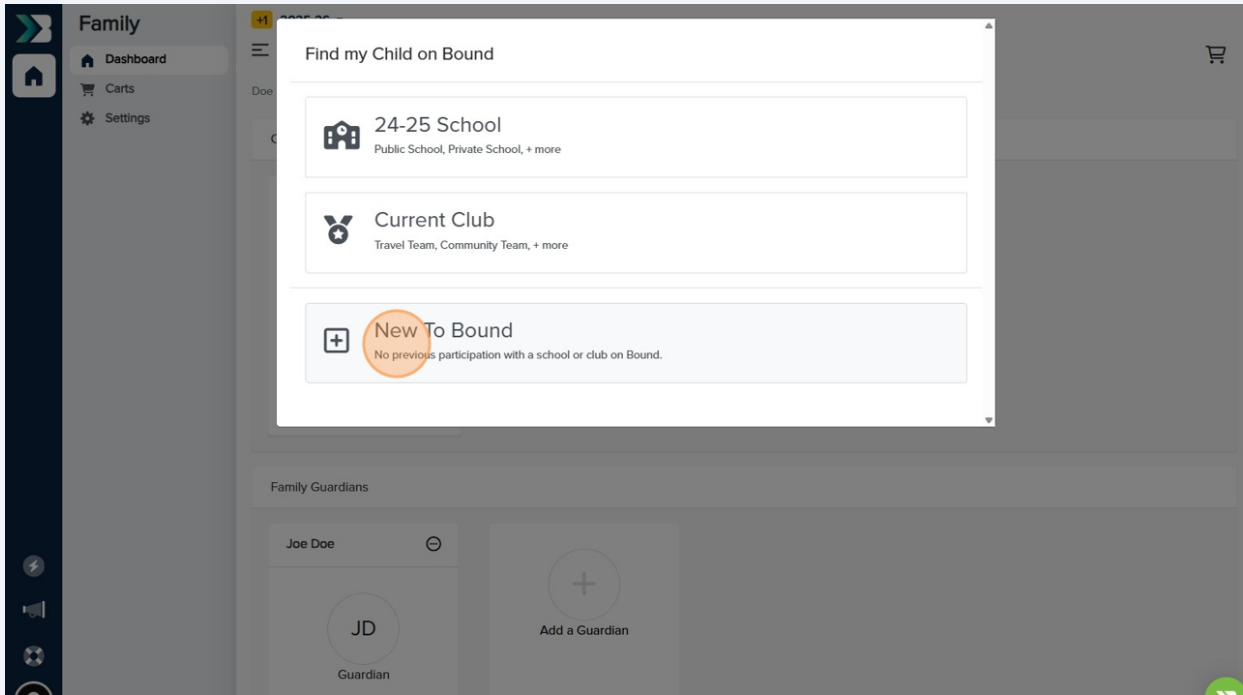 Family
Dashboard
Carts
Settings
+1
Doe
Find my Child on Bound
24-25 School
Public School, Private School, + more
Current Club
Travel Team, Community Team, + more
New To Bound
No previous participation with a school or club on Bound.
Family Guardians
Joe Doe
JD
Guardian
Add a Guardian